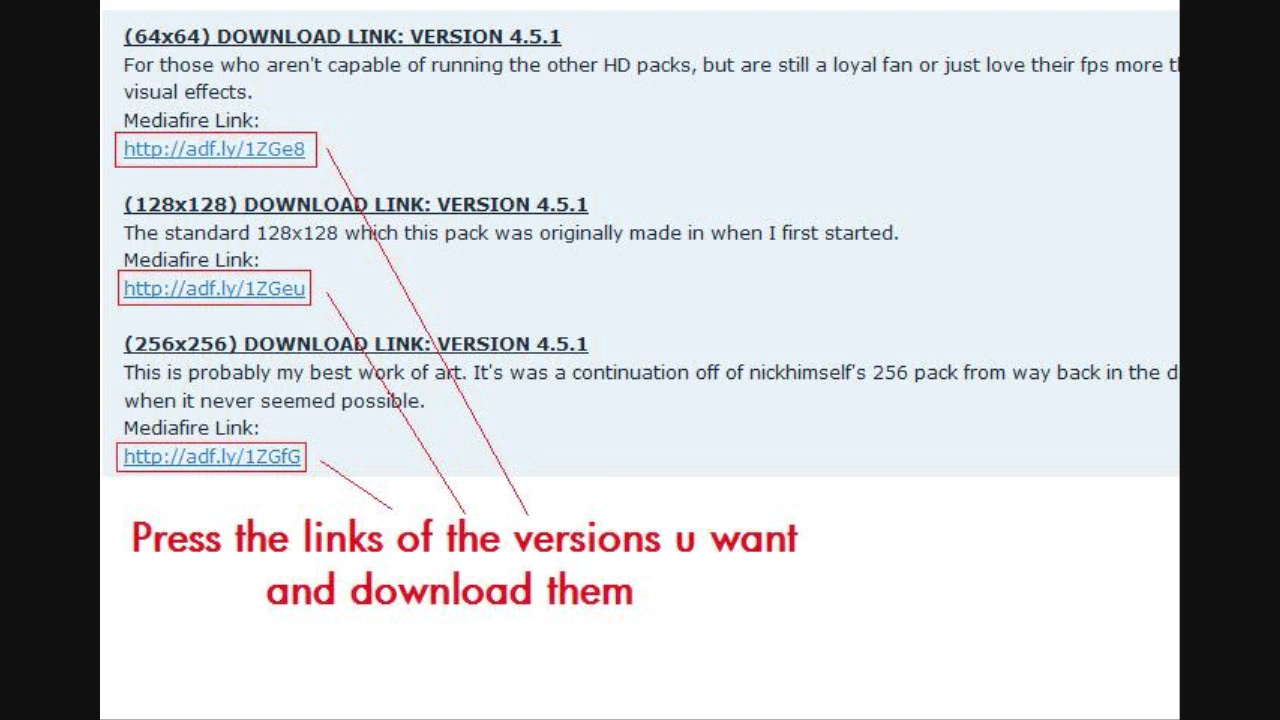 (64x64) DOWNLOAD LINK: VERSION 4.5.1
For those who aren't capable of running the other HD packs, but are still a loyal fan or just love their fps more
visual effects.
Mediafire Link:
http://adf.ly/1ZGe8
(128x128) DOWNLOAD LINK: VERSION 4.5.1
The standard 128x128 which this pack was originally made in when I first started.
Mediafire Link:
http://adf.ly/1ZGeu
(256x256) DOWNLOAD LINK: VERSION 4.5.1
This is probably my best work of art. It's was a continuation off of nickhimself's 256 pack from way back in the
when it never seemed possible.
Mediafire Link:
http://adf.ly/1ZGfG
Press the links of the versions u want
and download them